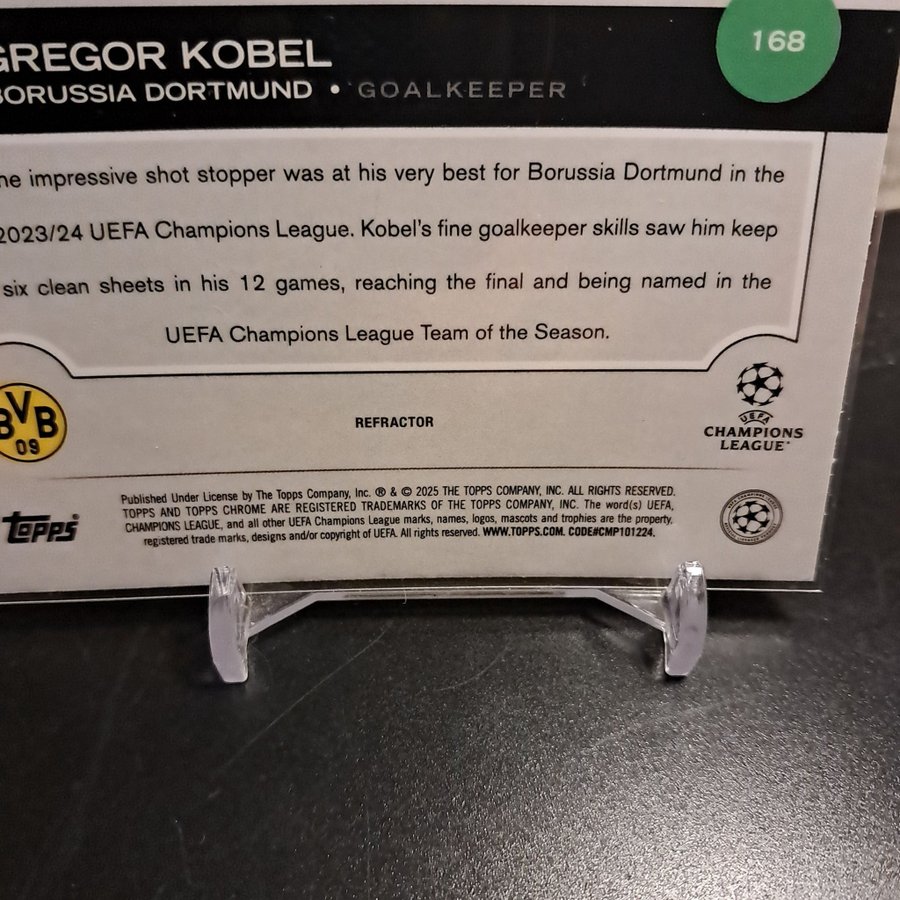 GREGOR KOBEL
168
BORUSSIA DORTMUND • GOALKEEPER
he impressive shot stopper was at his very best for Borussia Dortmund in the
2023/24 UEFA Champions League. Kobel's fine goalkeeper skills saw him keep
six clean sheets in his 12 games, reaching the final and being named in the
UEFA Champions League Team of the Season.
BVB
09
REFRACTOR
UEFA
CHAMPIONS
LEAGUE
topps
Published Under License by The Topps Company, Inc. ® & © 2025 THE TOPPS COMPANY, INC. ALL RIGHTS RESERVED.
TOPPS AND TOPPS CHROME ARE REGISTERED TRADEMARKS OF THE TOPPS COMPANY, INC. The word(s) UEFA,
CHAMPIONS LEAGUE, and all other UEFA Champions League marks, names, logos, mascots and trophies are the property,
registered trade marks, designs and/or copyright of UEFA. All rights reserved. WWW.TOPPS.COM. CODE#CMP101224.